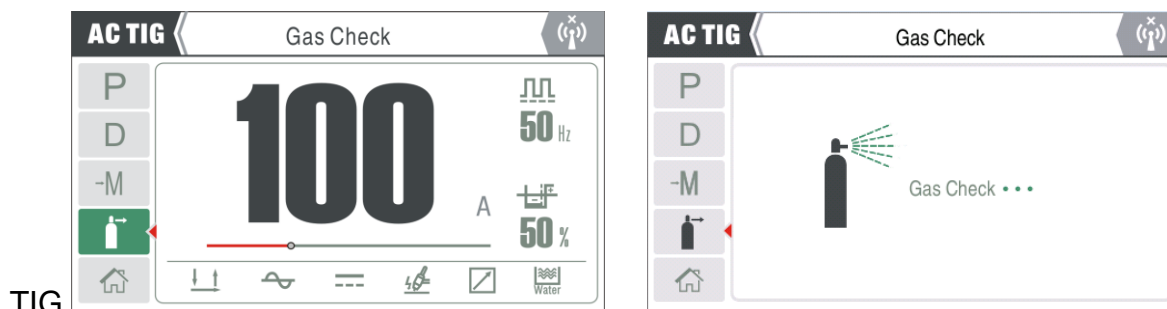 AC TIG
Gas Check
P
D
M
100
A
50 Hz
50 %
Water
AC TIG
Gas Check
P
D
M
Gas Check • • •
TIG